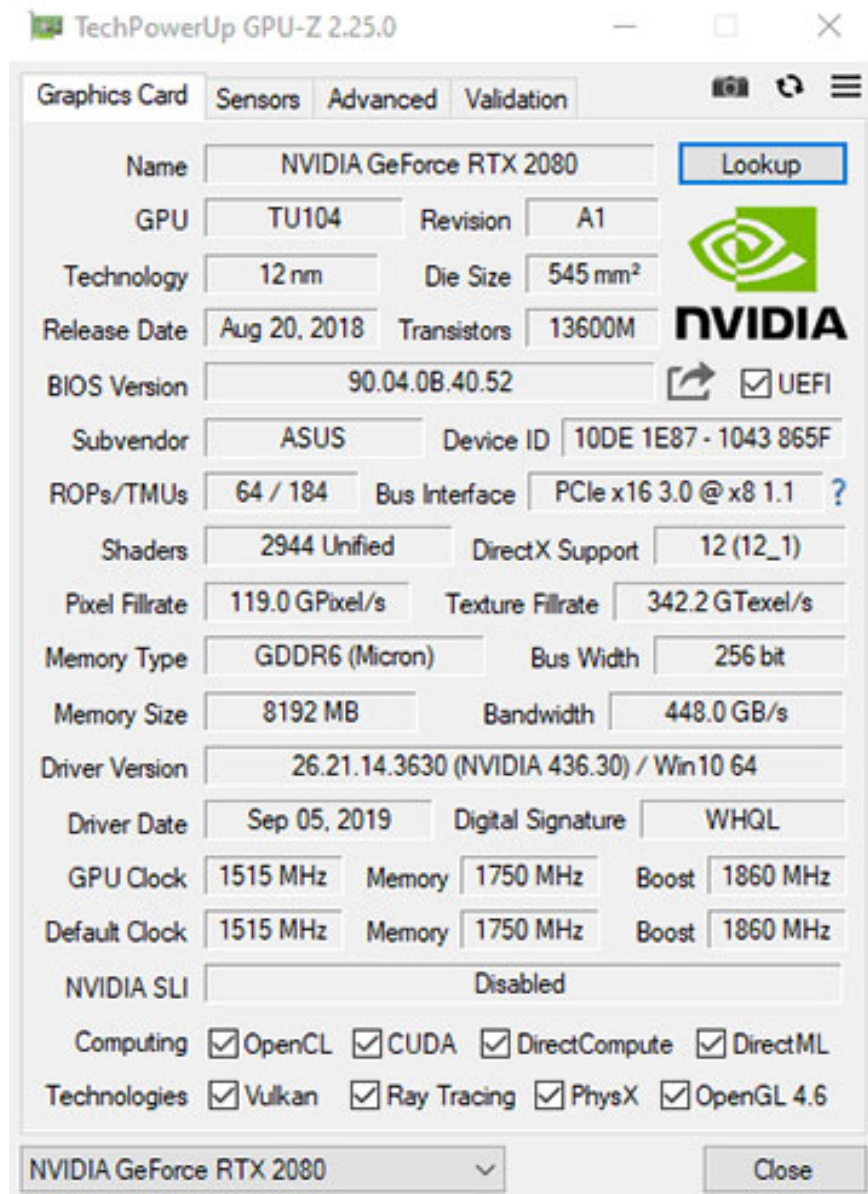 TechPowerUp GPU-Z 2.25.0
Graphics Card Sensors Advanced Validation
Name NVIDIA GeForce RTX 2080 Lookup
GPU TU104 Revision A1
Technology 12 nm Die Size 545 mm²
Release Date Aug 20, 2018 Transistors 13600M
NVIDIA
BIOS Version 90.04.0B.40.52 UEFI
Subvendor ASUS Device ID 10DE 1E87 - 1043 865F
ROPs/TMUs 64 / 184 Bus Interface PCIe x16 3.0 @ x8 1.1 ?
Shaders 2944 Unified DirectX Support 12 (12_1)
Pixel Fillrate 119.0 GPixel/s Texture Fillrate 342.2 GTexel/s
Memory Type GDDR6 (Micron) Bus Width 256 bit
Memory Size 8192 MB Bandwidth 448.0 GB/s
Driver Version 26.21.14.3630 (NVIDIA 436.30) / Win10 64
Driver Date Sep 05, 2019 Digital Signature WHQL
GPU Clock 1515 MHz Memory 1750 MHz Boost 1860 MHz
Default Clock 1515 MHz Memory 1750 MHz Boost 1860 MHz
NVIDIA SLI Disabled
Computing OpenCL CUDA DirectCompute DirectML
Technologies Vulkan Ray Tracing PhysX OpenGL 4.6
NVIDIA GeForce RTX 2080 Close